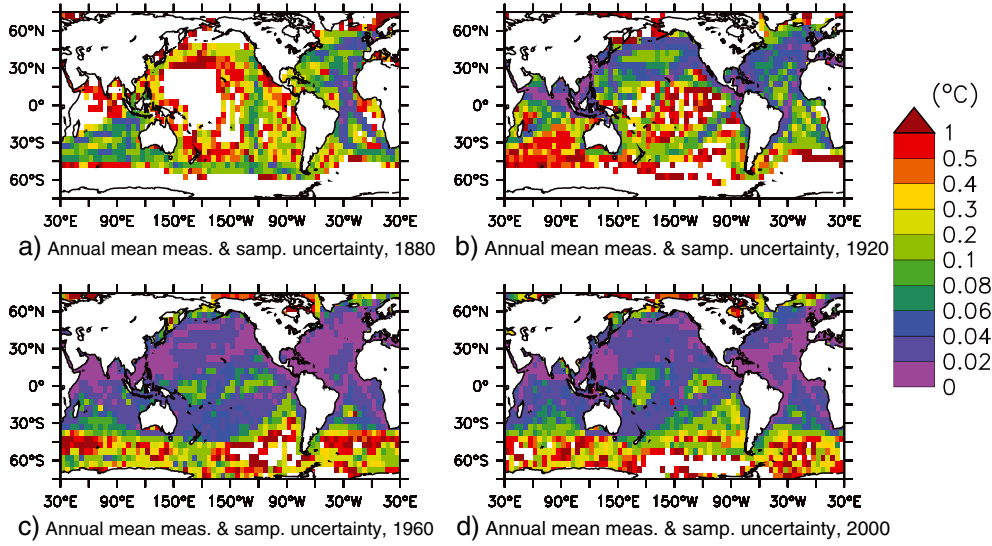 60°N
30°N
0°
30°S
60°S
30°E 90°E 150°E 150°W 90°W 30°W 30°E
a) Annual mean meas. & samp. uncertainty, 1880
60°N
30°N
0°
30°S
60°S
30°E 90°E 150°E 150°W 90°W 30°W 30°E
b) Annual mean meas. & samp. uncertainty, 1920
60°N
30°N
0°
30°S
60°S
30°E 90°E 150°E 150°W 90°W 30°W 30°E
c) Annual mean meas. & samp. uncertainty, 1960
60°N
30°N
0°
30°S
60°S
30°E 90°E 150°E 150°W 90°W 30°W 30°E
d) Annual mean meas. & samp. uncertainty, 2000
(°C)
1
0.5
0.4
0.3
0.2
0.1
0.08
0.06
0.04
0.02
0